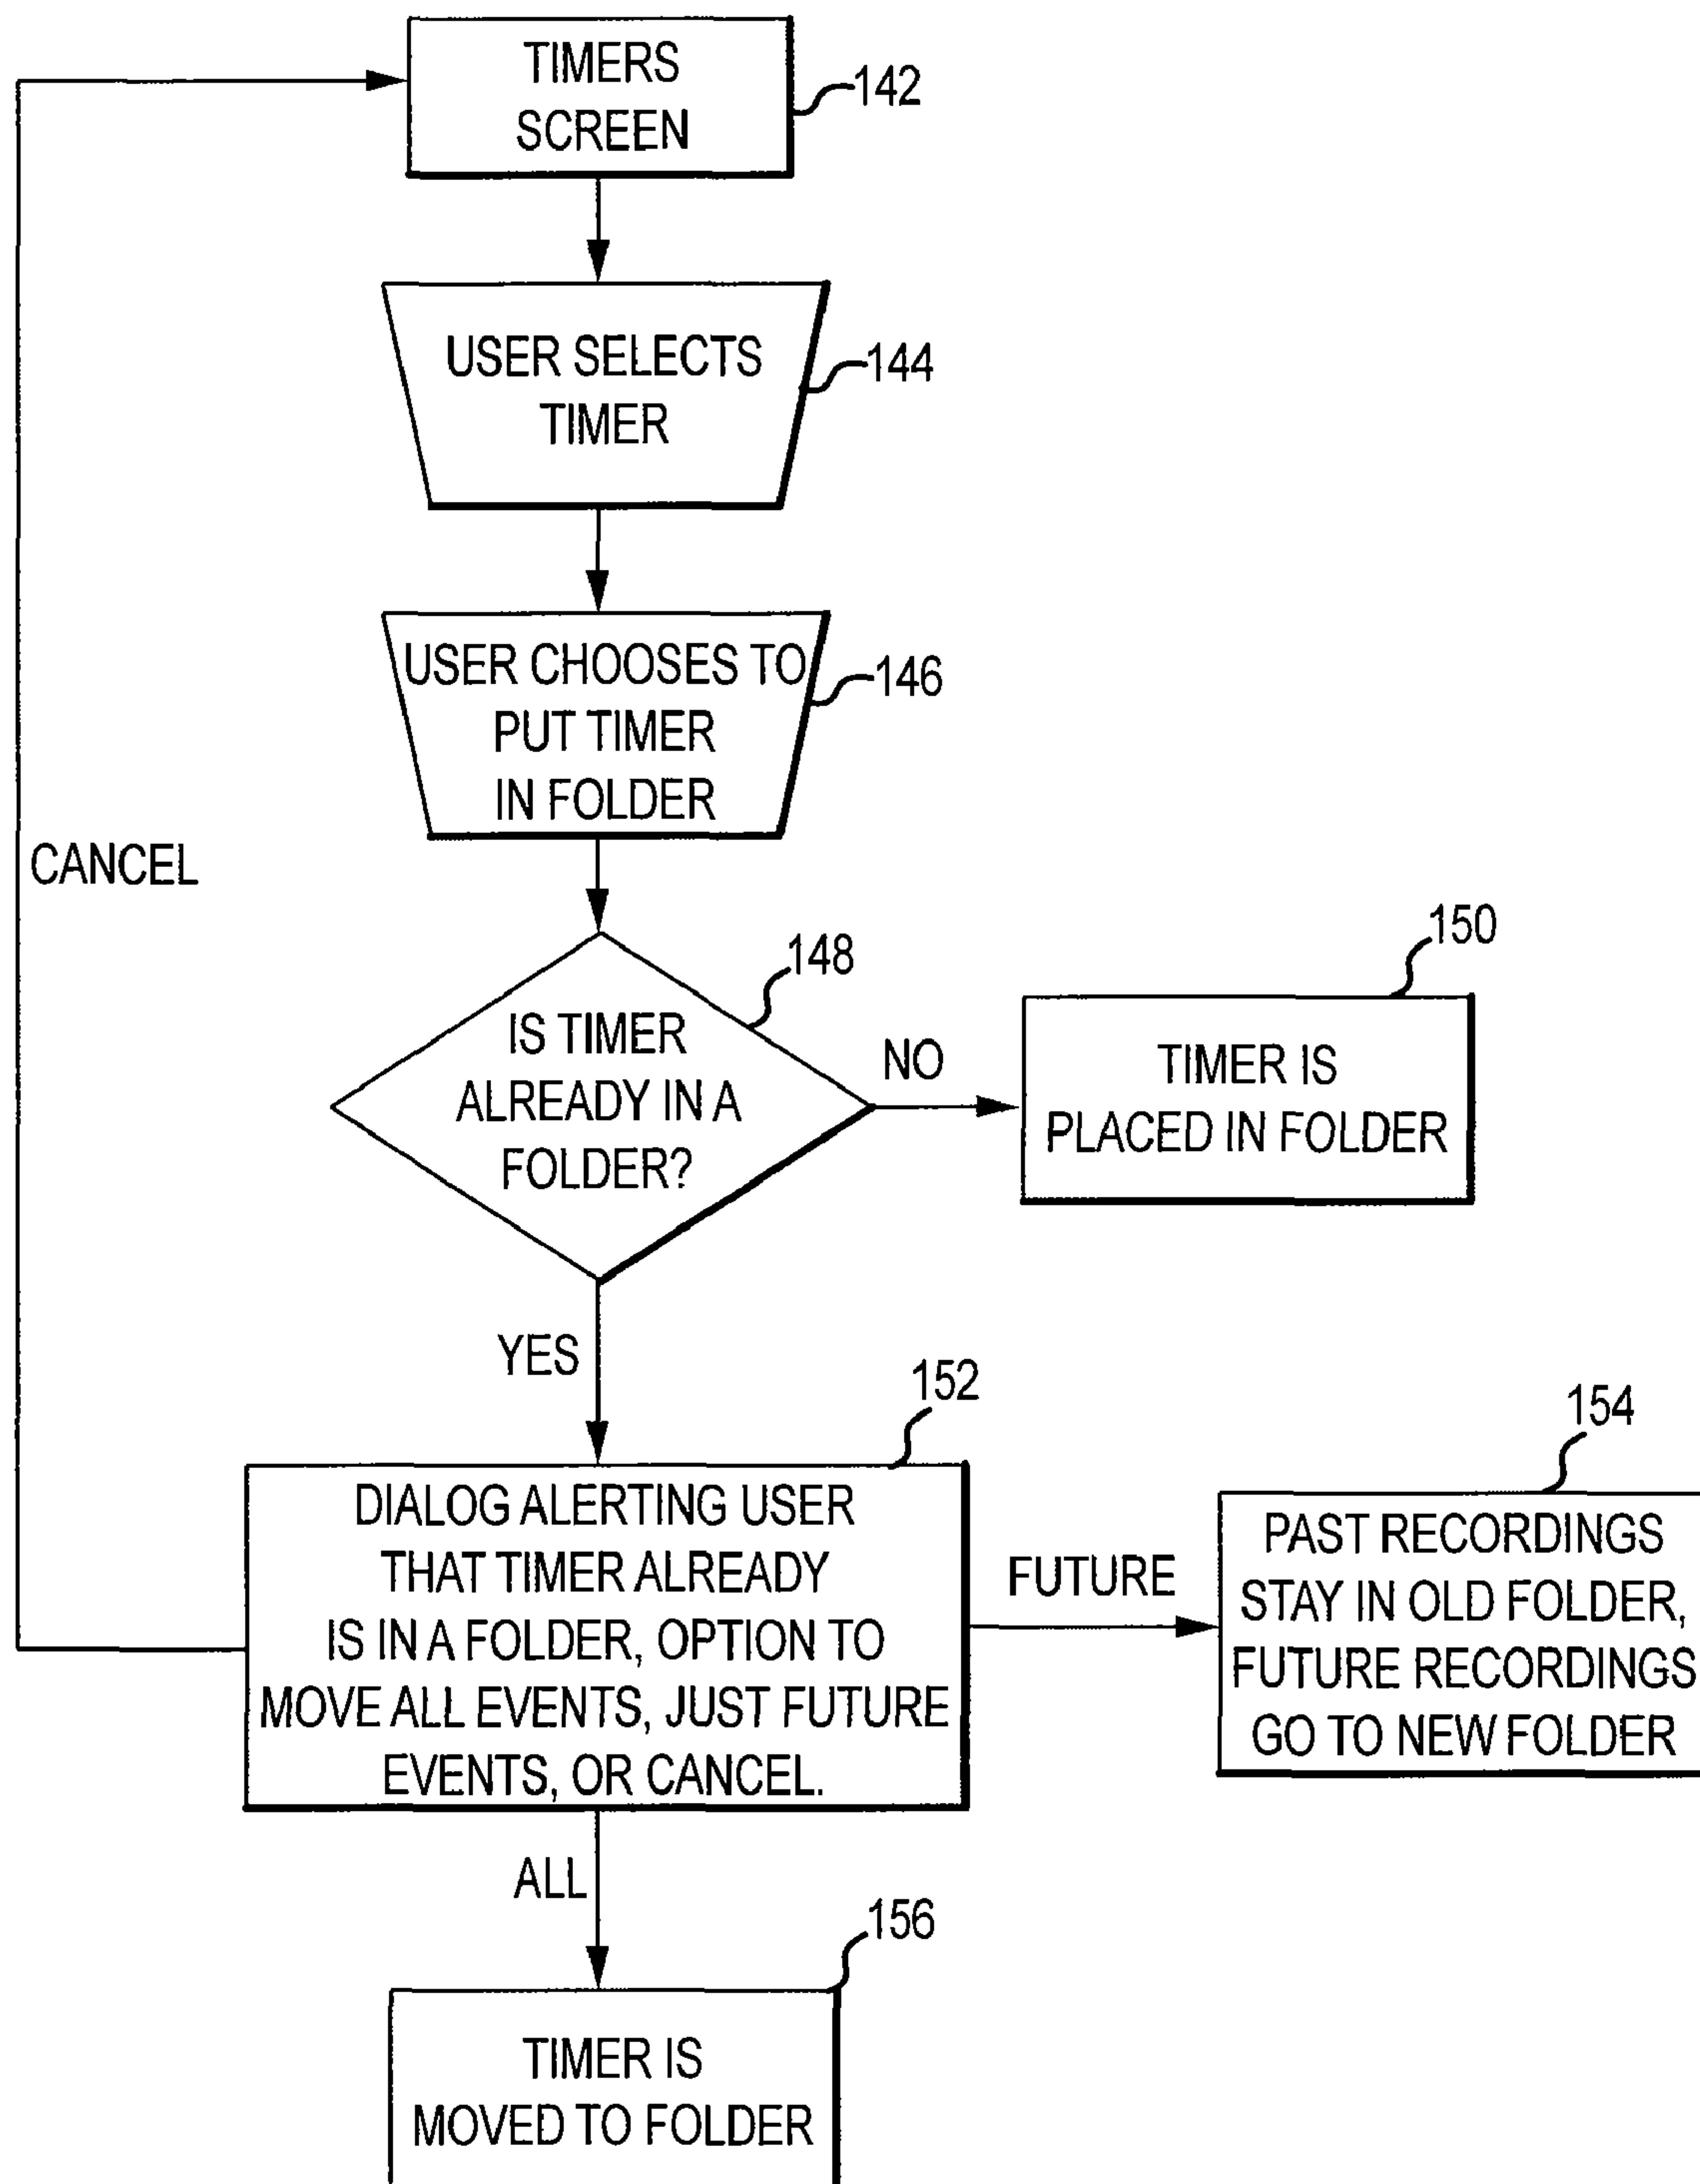 TIMERS
SCREEN
142
USER SELECTS
TIMER
144
USER CHOOSES TO
PUT TIMER
IN FOLDER
146
CANCEL
148
IS TIMER
ALREADY IN A
FOLDER?
NO
150
TIMER IS
PLACED IN FOLDER
YES
152
DIALOG ALERTING USER
THAT TIMER ALREADY
IS IN A FOLDER, OPTION TO
MOVE ALL EVENTS, JUST FUTURE
EVENTS, OR CANCEL.
FUTURE
154
PAST RECORDINGS
STAY IN OLD FOLDER,
FUTURE RECORDINGS
GO TO NEW FOLDER
ALL
156
TIMER IS
MOVED TO FOLDER